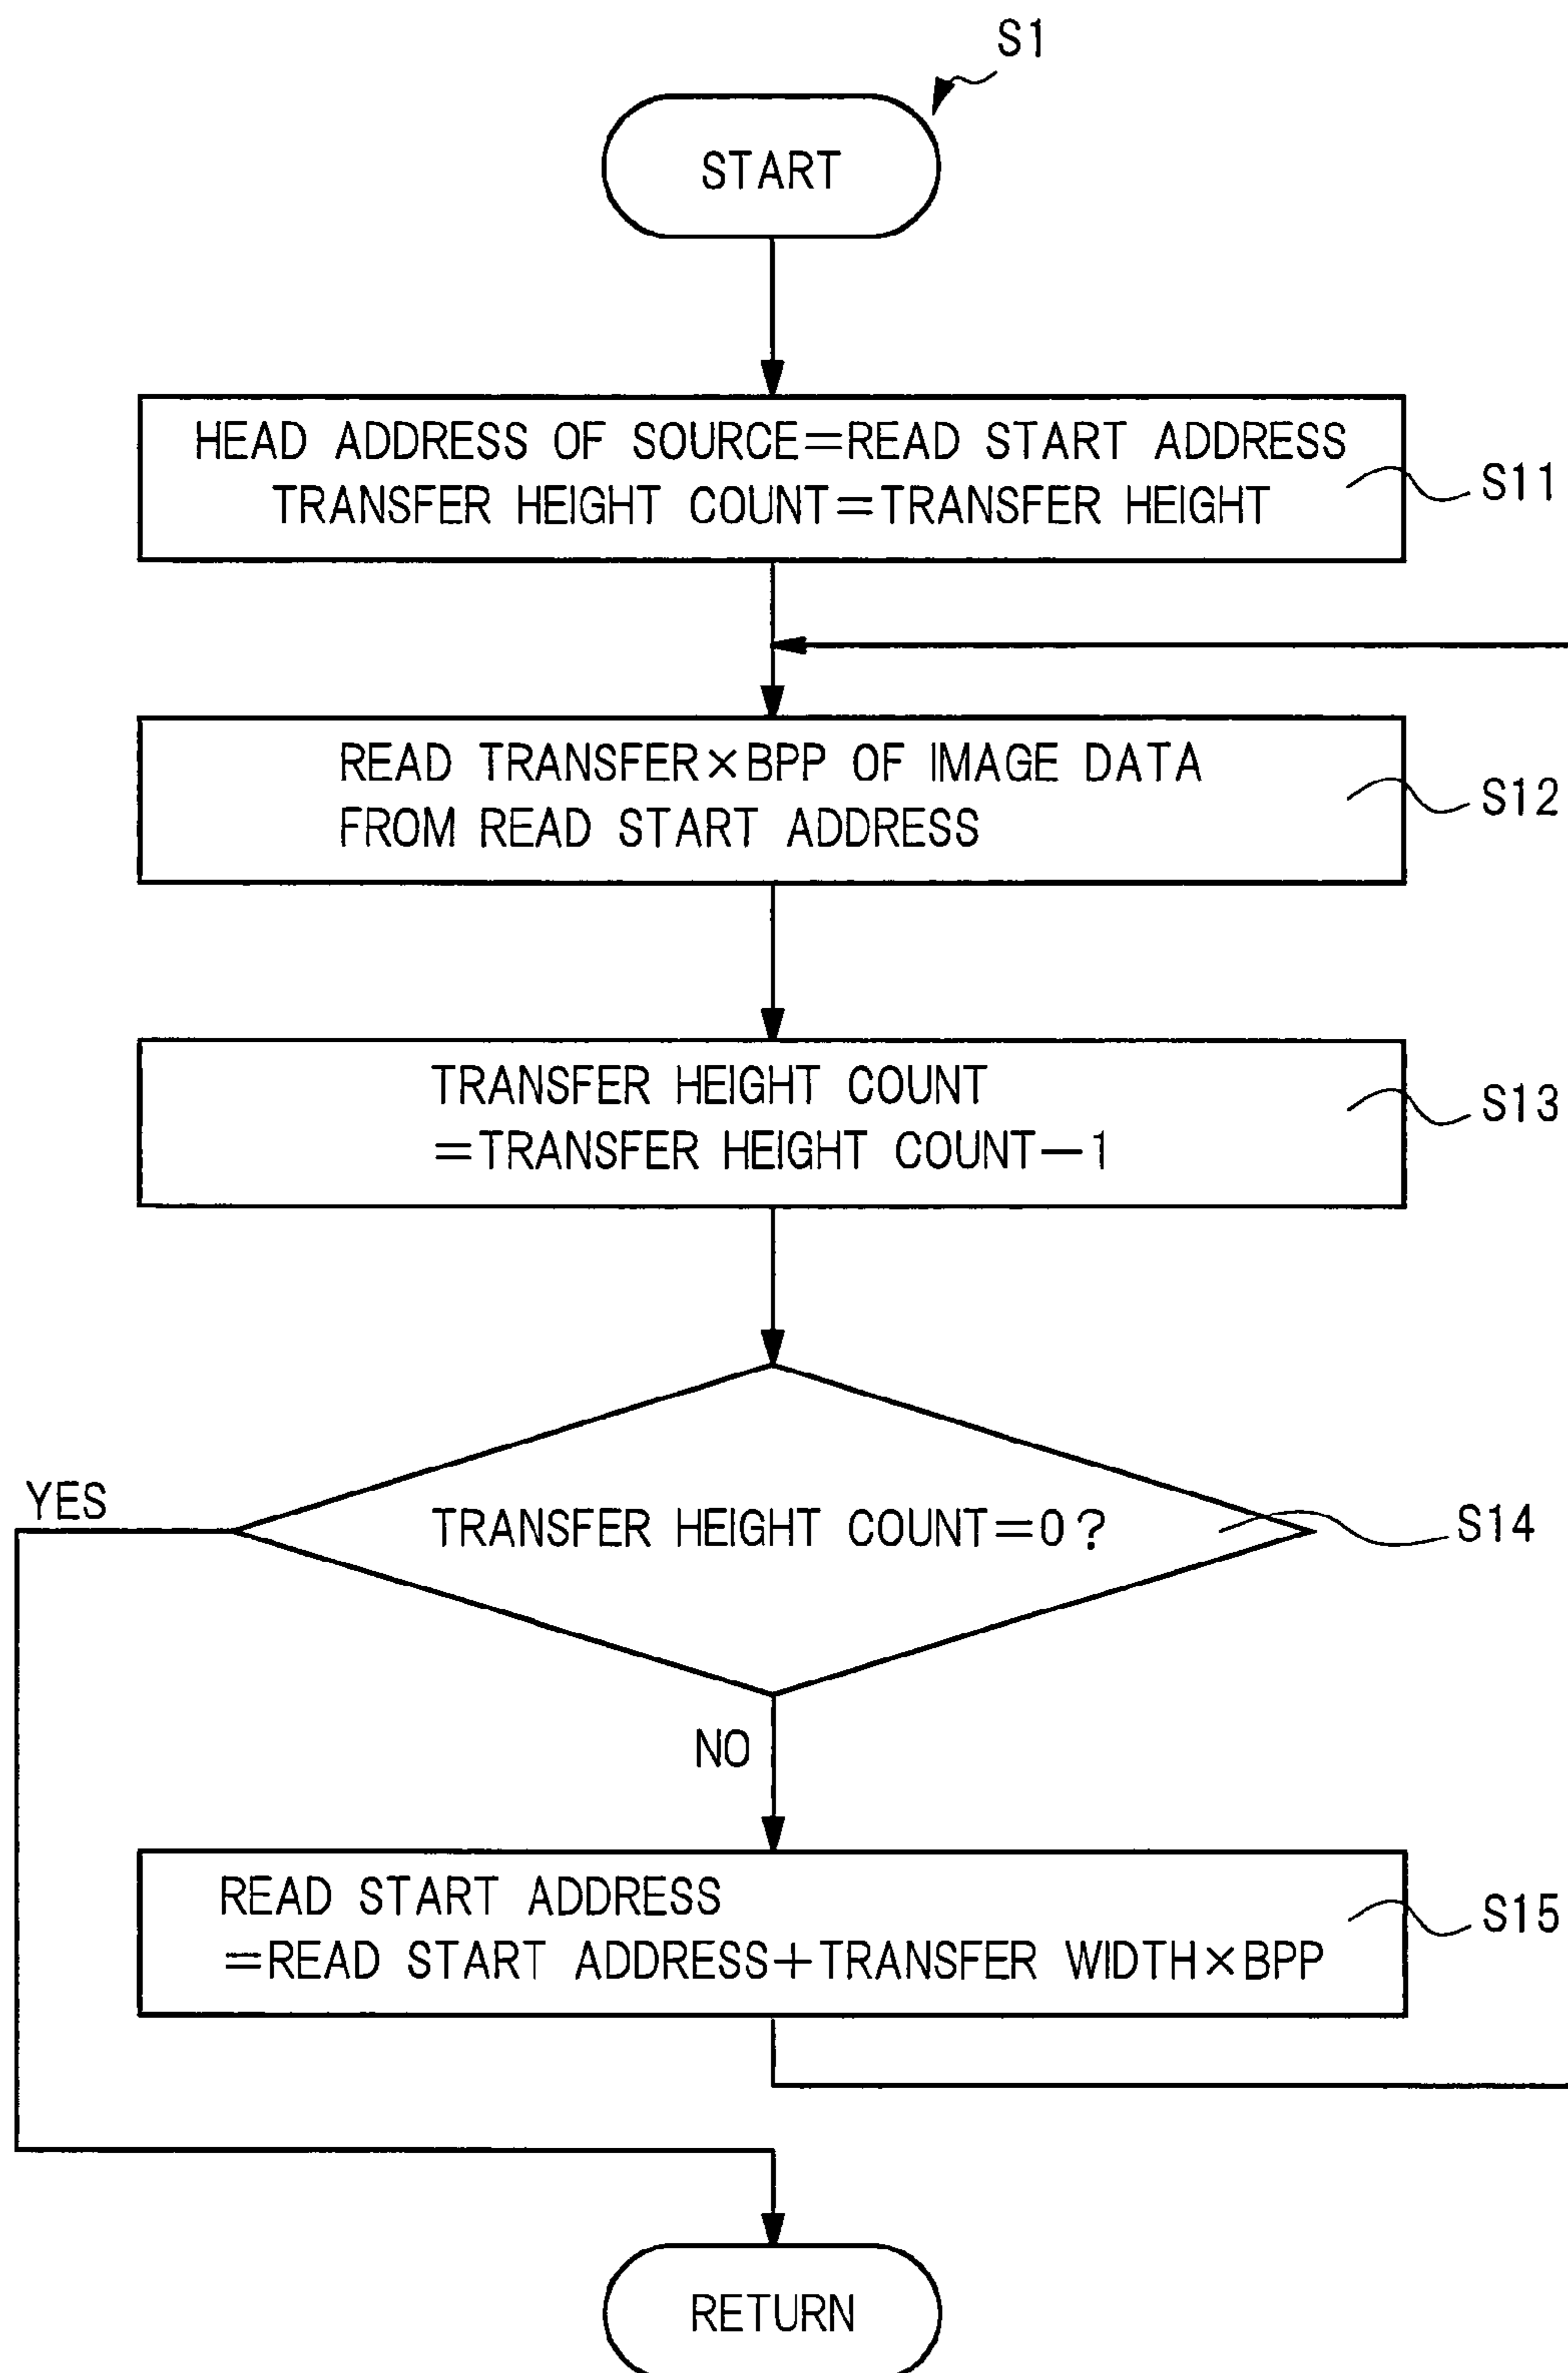 S1
START
HEAD ADDRESS OF SOURCE=READ START ADDRESS
TRANSFER HEIGHT COUNT=TRANSFER HEIGHT
S11
READ TRANSFER×BPP OF IMAGE DATA
FROM READ START ADDRESS
S12
TRANSFER HEIGHT COUNT
=TRANSFER HEIGHT COUNT−1
S13
YES
TRANSFER HEIGHT COUNT=0?
S14
NO
READ START ADDRESS
=READ START ADDRESS+TRANSFER WIDTH×BPP
S15
RETURN